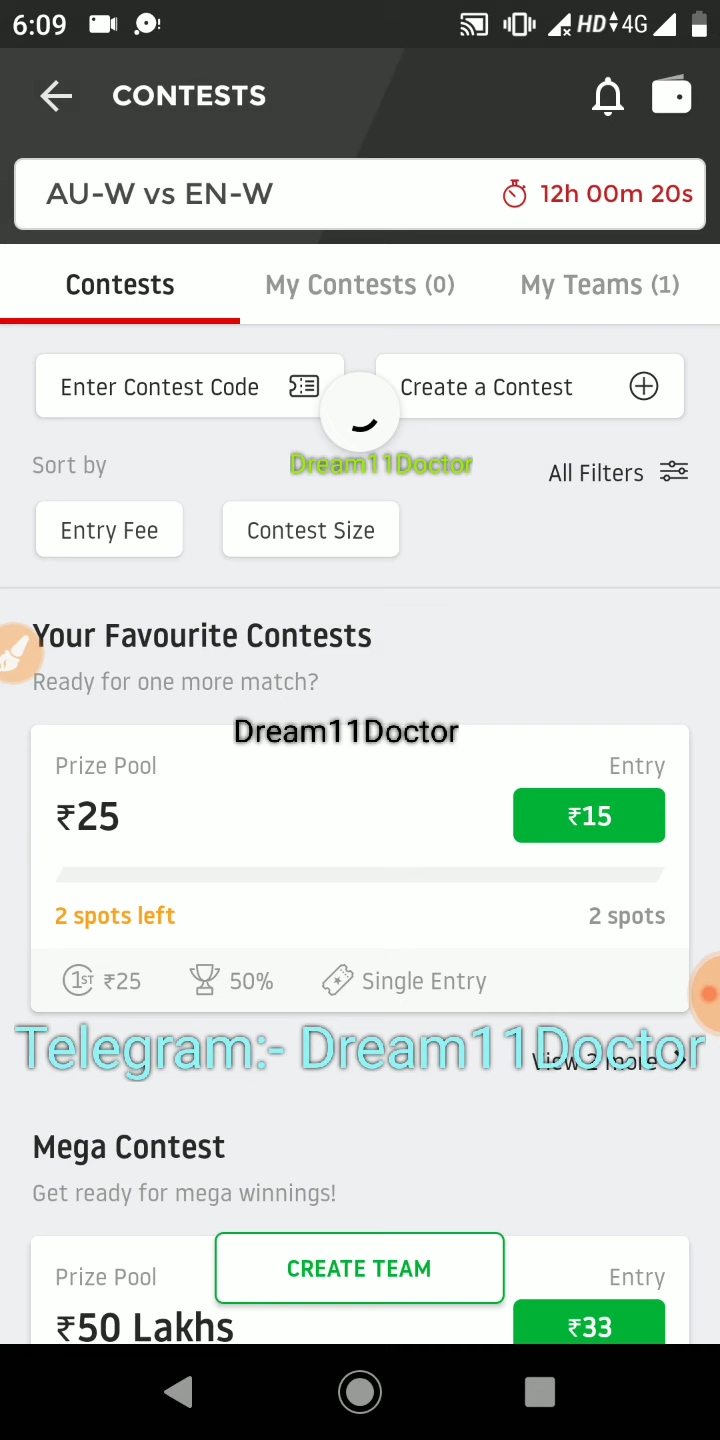 6:09 HD 4G
CONTESTS
AU-W vs EN-W 12h 00m 20s
Contests My Contests (0) My Teams (1)
Enter Contest Code Create a Contest
Sort by Dream11Doctor All Filters
Entry Fee Contest Size
Your Favourite Contests
Ready for one more match?
Dream11Doctor
Prize Pool Entry
₹25 ₹15
2 spots left 2 spots
1ST ₹25 50% Single Entry
Telegram:- Dream11Doctor
View 2 more
Mega Contest
Get ready for mega winnings!
Prize Pool CREATE TEAM Entry
₹50 Lakhs ₹33